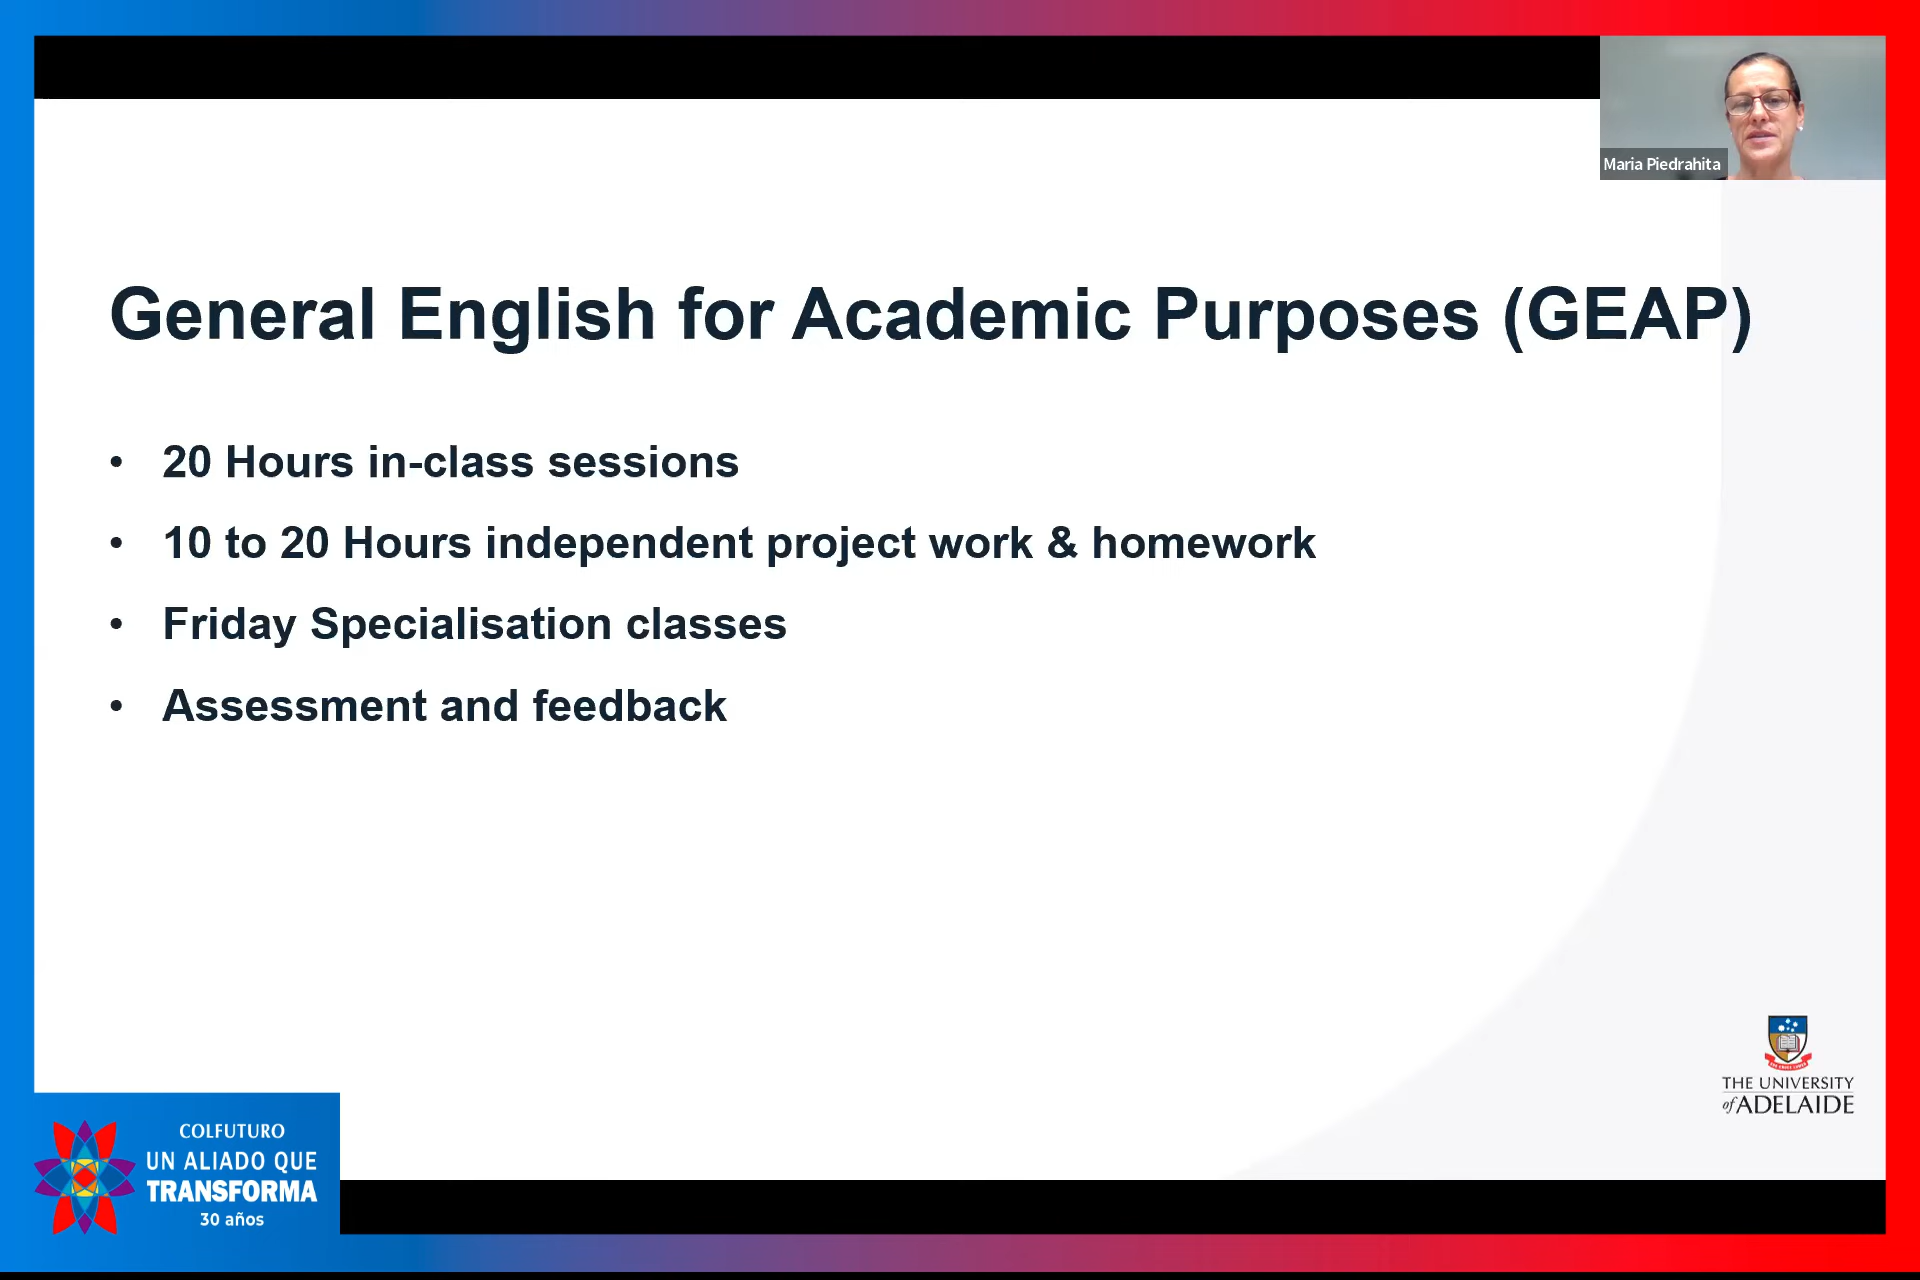 Maria Piedrahita
General English for Academic Purposes (GEAP)
• 20 Hours in-class sessions
• 10 to 20 Hours independent project work & homework
• Friday Specialisation classes
• Assessment and feedback
THE UNIVERSITY
of ADELAIDE
COLFUTURO
UN ALIADO QUE
TRANSFORMA
30 años